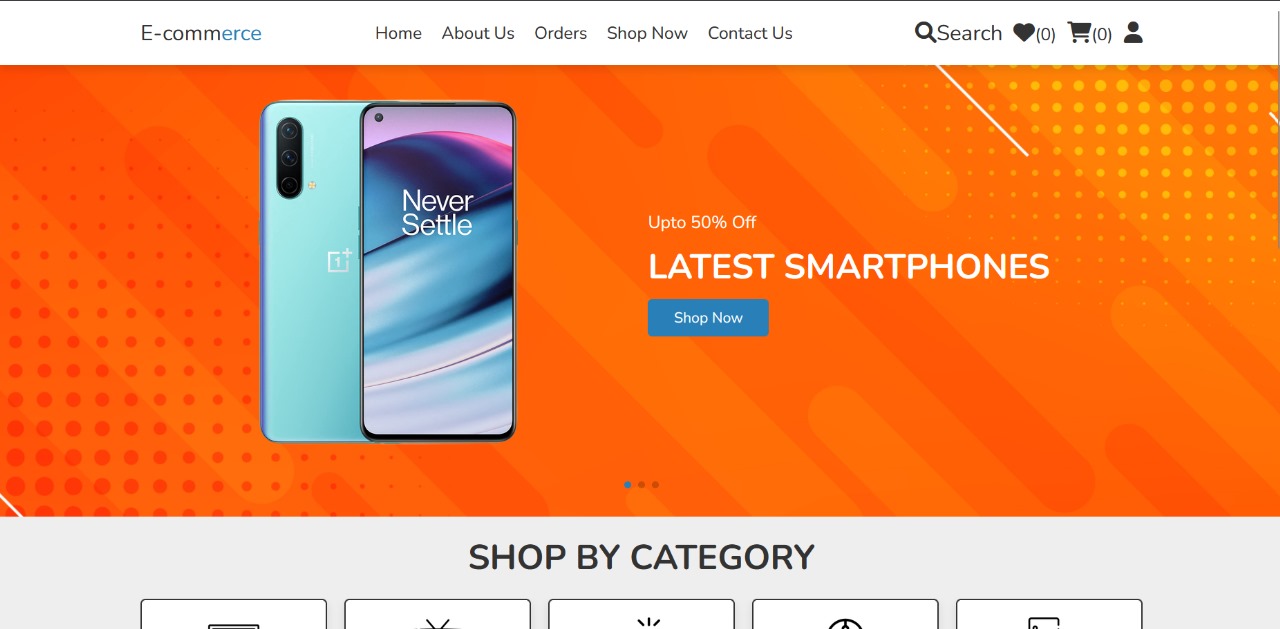 E-commerce Home About Us Orders Shop Now Contact Us Search (0) (0)
Never
Settle
1+
Upto 50% Off
LATEST SMARTPHONES
Shop Now
SHOP BY CATEGORY